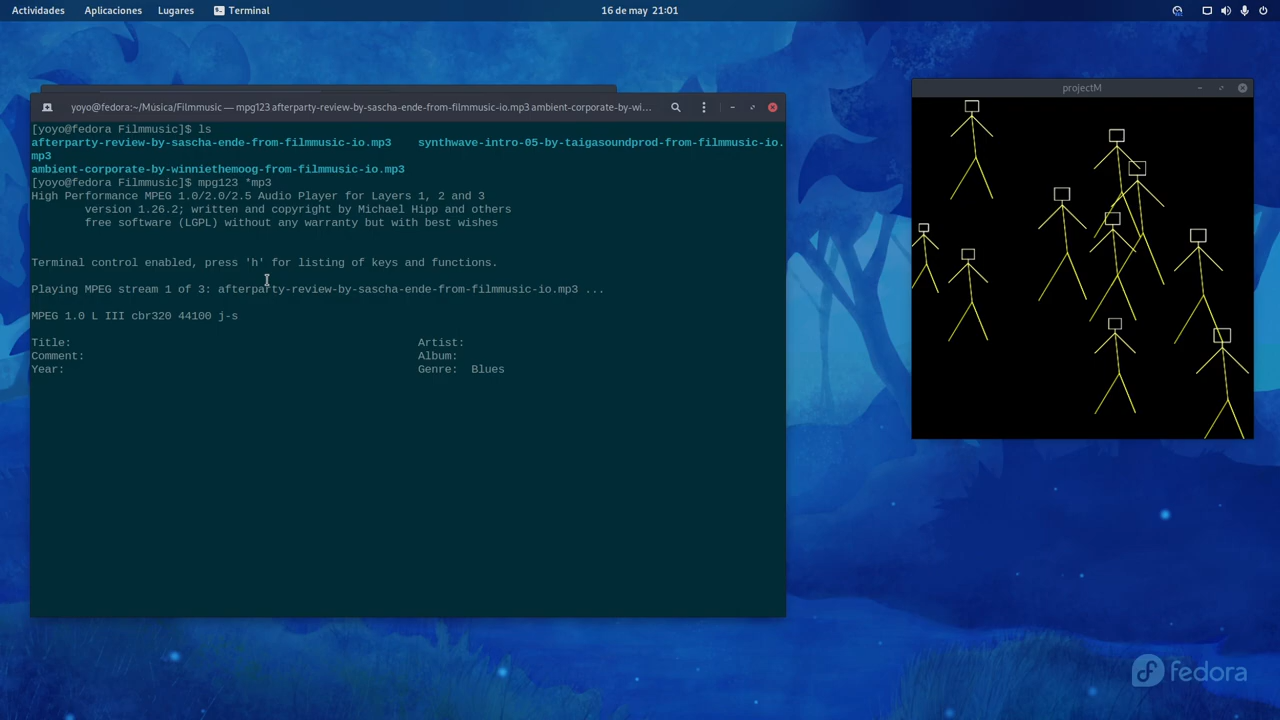 Actividades Aplicaciones Lugares Terminal 16 de may 21:01
yoyo@fedora:~/Música/Filmmusic — mpg123 afterparty-review-by-sascha-ende-from-filmmusic-io.mp3 ambient-corporate-by-wi…
projectM
[yoyo@fedora Filmmusic]$ ls
afterparty-review-by-sascha-ende-from-filmmusic-io.mp3 synthwave-intro-05-by-taigasoundprod-from-filmmusic-io.
mp3
ambient-corporate-by-winniethemoog-from-filmmusic-io.mp3
[yoyo@fedora Filmmusic]$ mpg123 *mp3
High Performance MPEG 1.0/2.0/2.5 Audio Player for Layers 1, 2 and 3
version 1.26.2; written and copyright by Michael Hipp and others
free software (LGPL) without any warranty but with best wishes
Terminal control enabled, press 'h' for listing of keys and functions.
Playing MPEG stream 1 of 3: afterparty-review-by-sascha-ende-from-filmmusic-io.mp3 ...
MPEG 1.0 L III cbr320 44100 j-s
Title: Artist:
Comment: Album:
Year: Genre: Blues
fedora